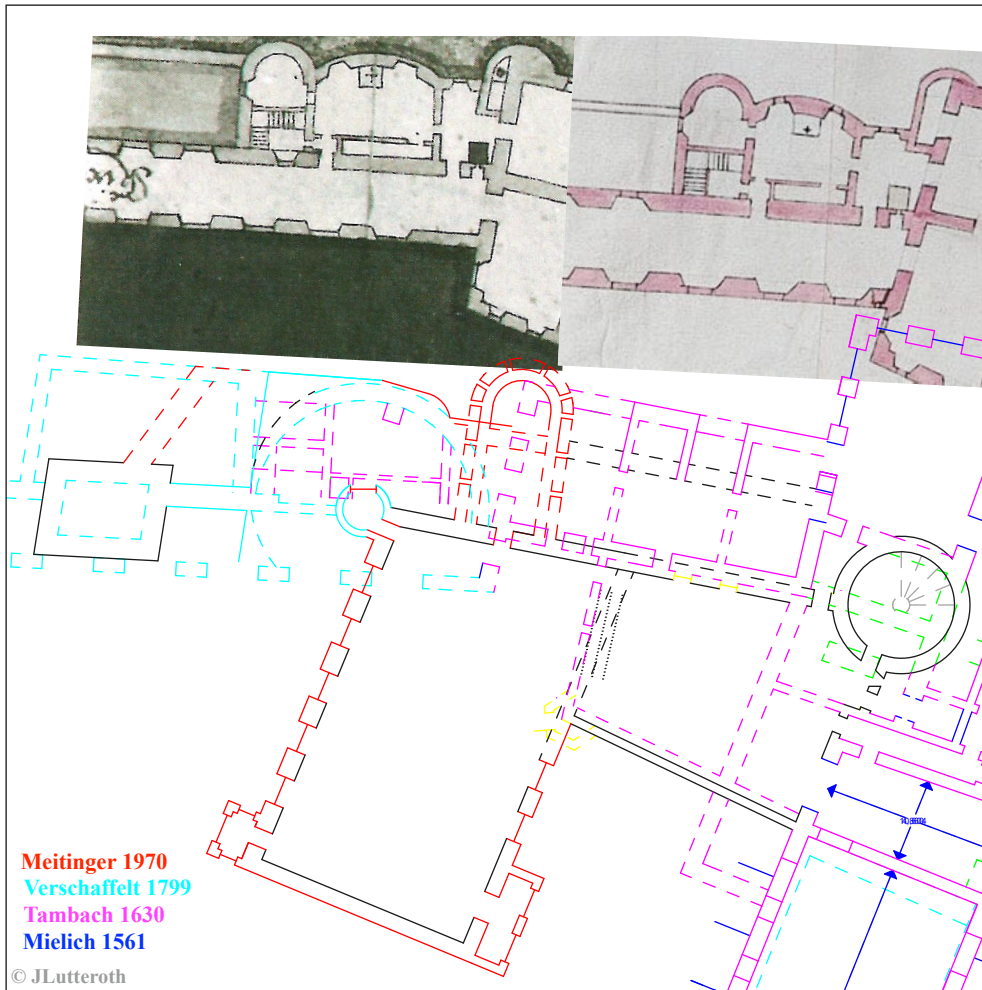 Meitinger 1970
Verschaffelt 1799
Tambach 1630
Mielich 1561
© JLutteroth